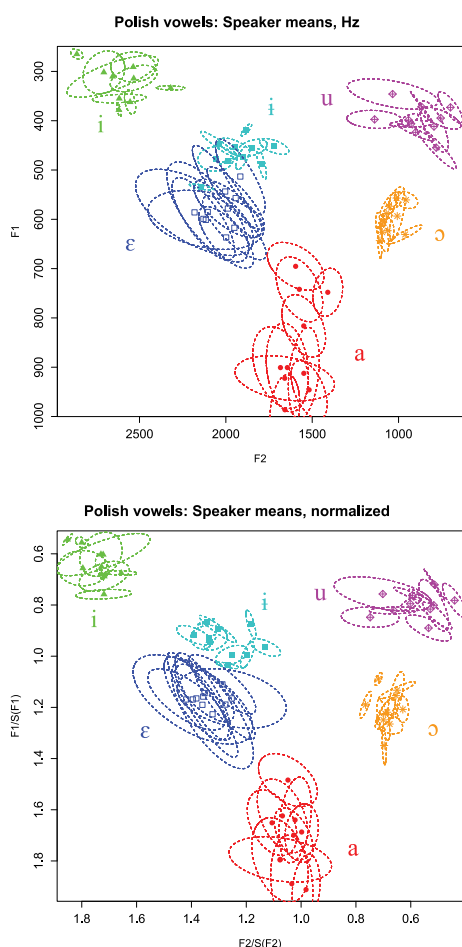 Polish vowels: Speaker means, Hz
300
400
500
600
700
800
900
1000
F1
i
ɨ
u
ɛ
ɔ
a
2500
2000
1500
1000
F2
Polish vowels: Speaker means, normalized
0.6
0.8
1.0
1.2
1.4
1.6
1.8
F1/S(F1)
i
ɨ
u
ɛ
ɔ
a
1.8
1.6
1.4
1.2
1.0
0.8
0.6
F2/S(F2)